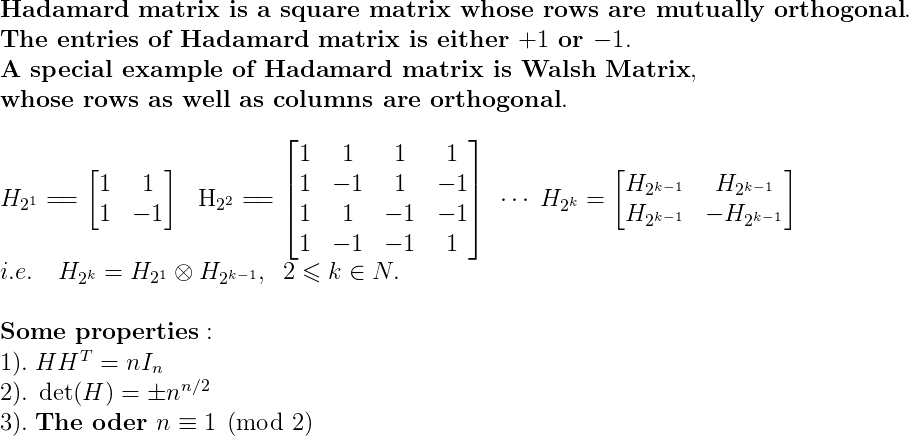 Hadamard matrix is a square matrix whose rows are mutually orthogonal.
The entries of Hadamard matrix is either +1 or −1.
A special example of Hadamard matrix is Walsh Matrix,
whose rows as well as columns are orthogonal.
$H_{2^1} == \begin{bmatrix} 1 & 1 \\ 1 & -1 \end{bmatrix} \quad \mathrm{H}_{2^2} == \begin{bmatrix} 1 & 1 & 1 & 1 \\ 1 & -1 & 1 & -1 \\ 1 & 1 & -1 & -1 \\ 1 & -1 & -1 & 1 \end{bmatrix} \cdots H_{2^k} = \begin{bmatrix} H_{2^{k-1}} & H_{2^{k-1}} \\ H_{2^{k-1}} & -H_{2^{k-1}} \end{bmatrix}$
$i.e. \quad H_{2^k} = H_{2^1} \otimes H_{2^{k-1}}, \quad 2 \leqslant k \in N.$
Some properties :
1). $HH^T = nI_n$
2). $\det(H) = \pm n^{n/2}$
3). The oder $n \equiv 1 \pmod 2$